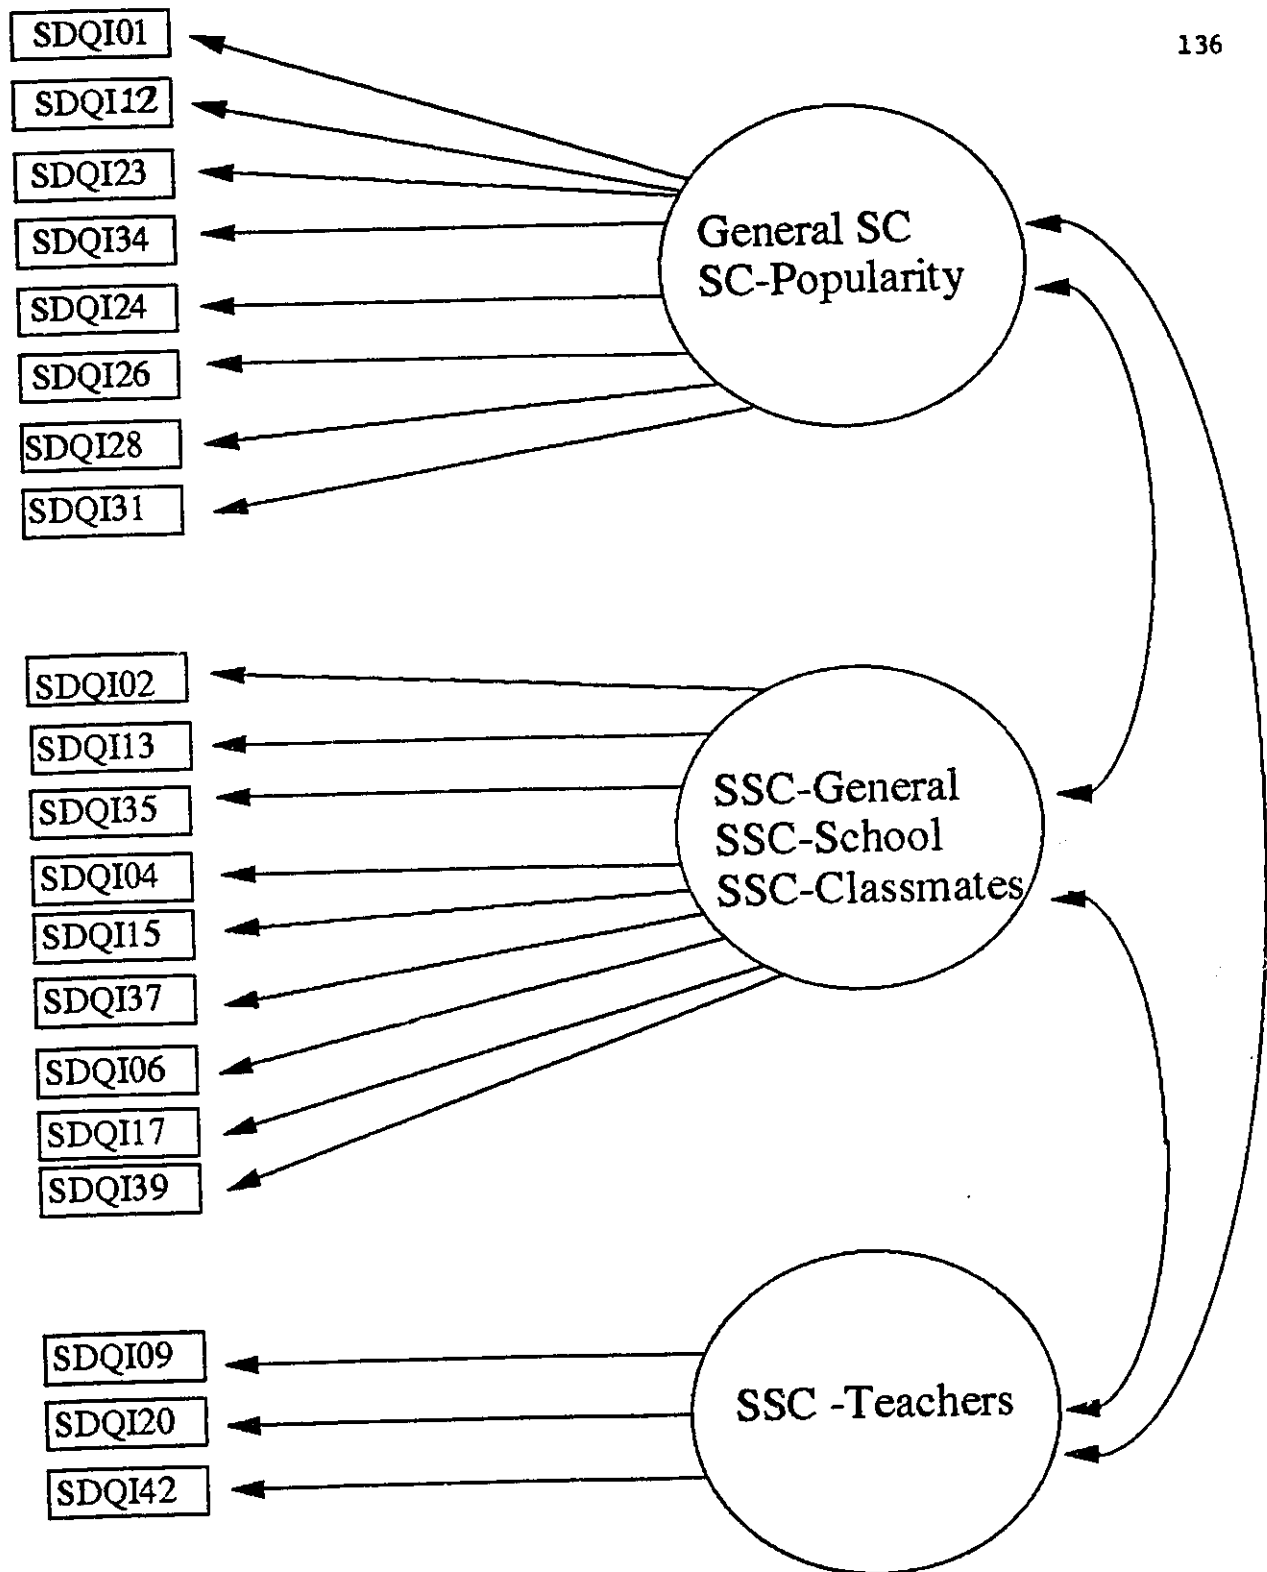 136
SDQI01
SDQI12
SDQI23
SDQI34
SDQI24
SDQI26
SDQI28
SDQI31
General SC
SC-Popularity
SDQI02
SDQI13
SDQI35
SDQI04
SDQI15
SDQI37
SDQI06
SDQI17
SDQI39
SSC-General
SSC-School
SSC-Classmates
SDQI09
SDQI20
SDQI42
SSC -Teachers